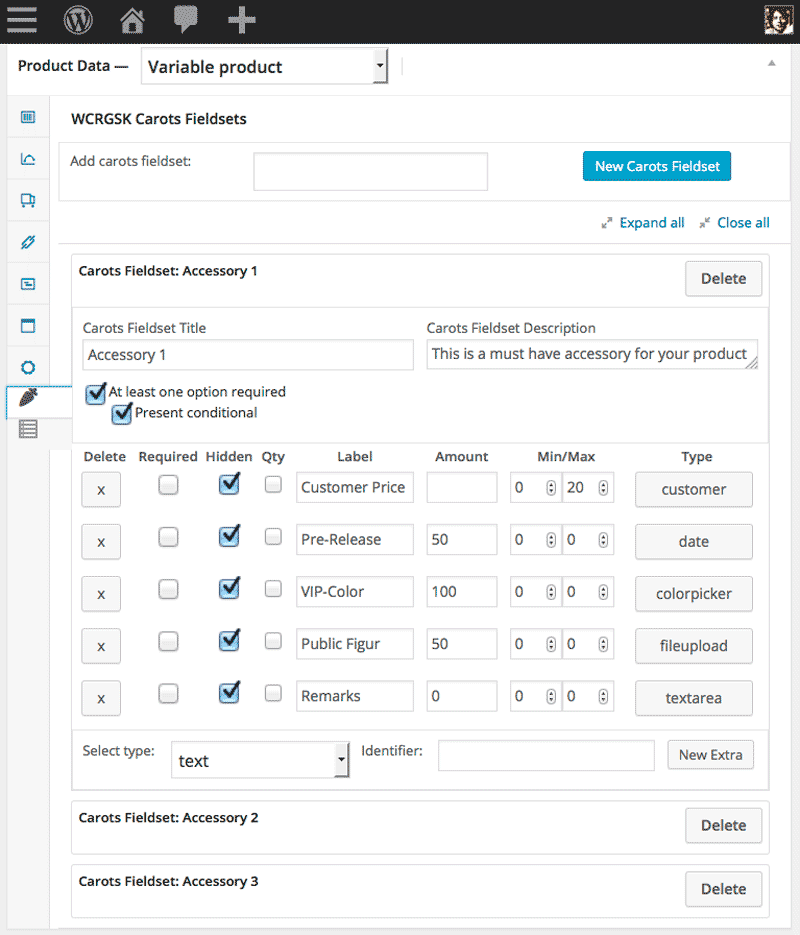 Product Data — Variable product
WCRGSK Carots Fieldsets
Add carots fieldset: New Carots Fieldset
Expand all Close all
Carots Fieldset: Accessory 1 Delete
Carots Fieldset Title Carots Fieldset Description
Accessory 1 This is a must have accessory for your product
At least one option required
Present conditional
Delete Required Hidden Qty Label Amount Min/Max Type
x Customer Price 0 20 customer
x Pre-Release 50 0 0 date
x VIP-Color 100 0 0 colorpicker
x Public Figur 50 0 0 fileupload
x Remarks 0 0 0 textarea
Select type: text Identifier: New Extra
Carots Fieldset: Accessory 2 Delete
Carots Fieldset: Accessory 3 Delete